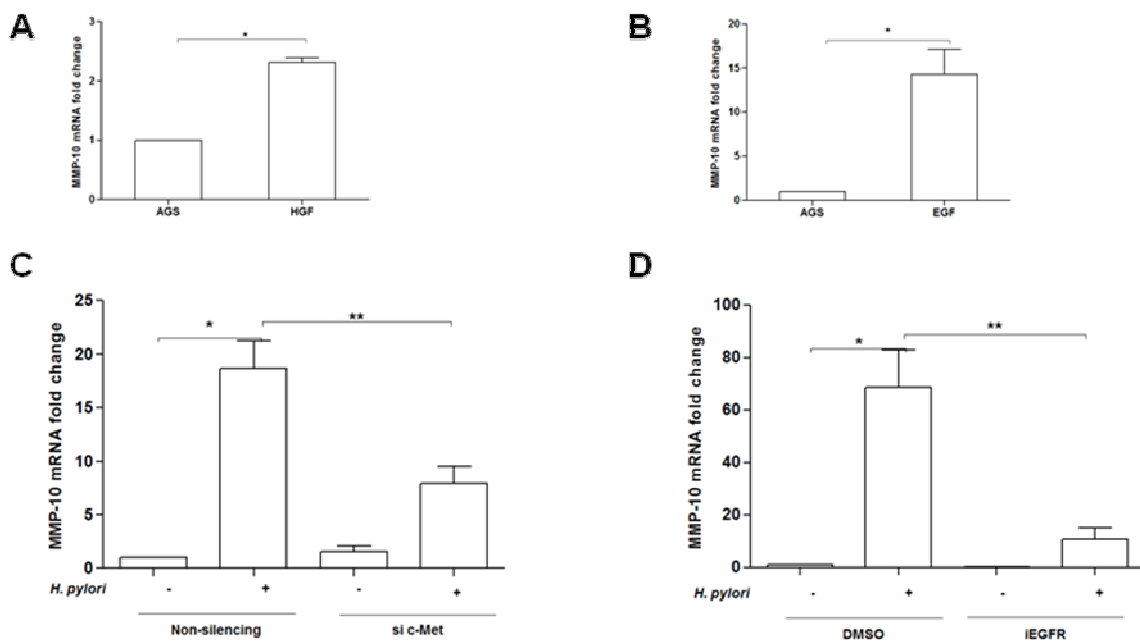 A
MMP-10 mRNA fold change
3
2
1
0
*
AGS HGF
B
MMP-10 mRNA fold change
20
15
10
5
0
*
AGS EGF
C
MMP-10 mRNA fold change
25
20
15
10
5
0
* **
H. pylori - + - +
Non-silencing si c-Met
D
MMP-10 mRNA fold change
100
80
60
40
20
0
* **
H. pylori - + - +
DMSO iEGFR